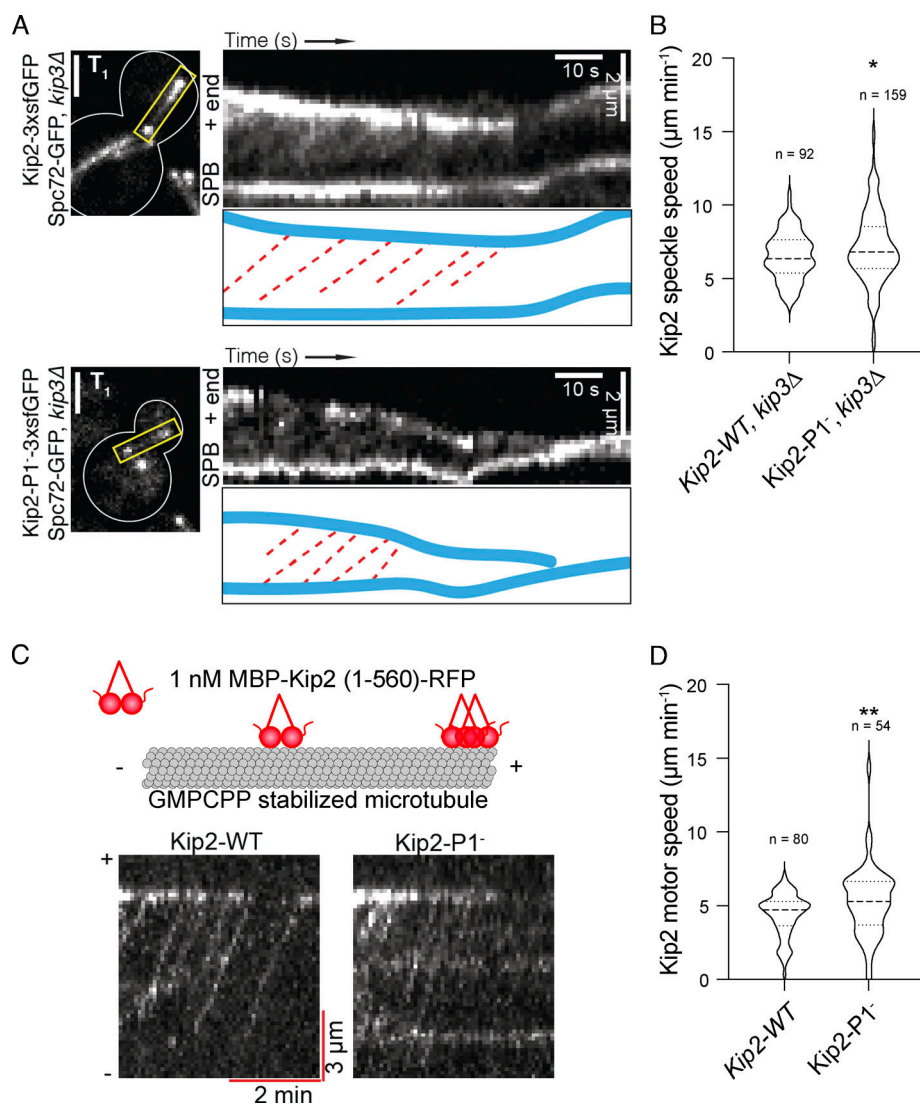 A
Kip2-3xsfGFP
Spc72-GFP, kip3Δ
T1
Time (s)
10 s
2 μm
+ end
SPB
Kip2-P1--3xsfGFP
Spc72-GFP, kip3Δ
T1
Time (s)
10 s
2 μm
+ end
SPB
B
Kip2 speckle speed (μm min-1)
20
15
10
5
0
n = 92
*
n = 159
Kip2-WT, kip3Δ
Kip2-P1-, kip3Δ
C
1 nM MBP-Kip2 (1-560)-RFP
- +
GMPCPP stabilized microtubule
Kip2-WT
Kip2-P1-
+
-
3 μm
2 min
D
Kip2 motor speed (μm min-1)
20
15
10
5
0
n = 80
**
n = 54
Kip2-WT
Kip2-P1-